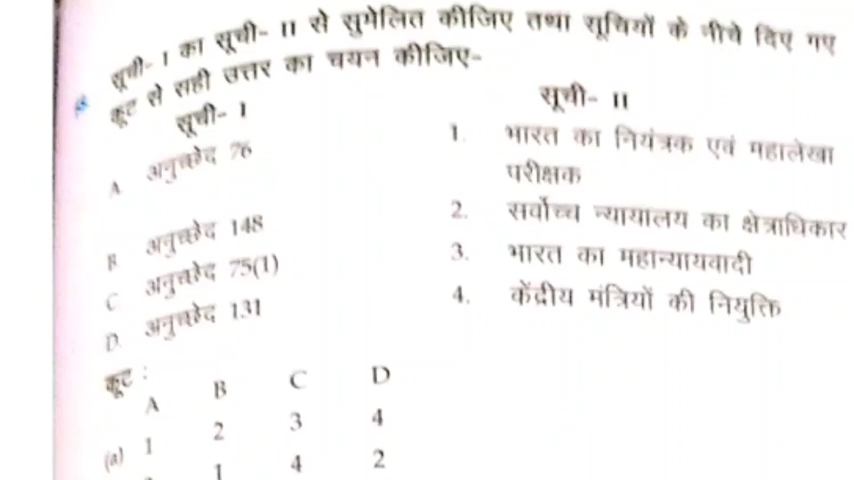 सूची- I का सूची- II से सुमेलित कीजिए तथा सूचियों के नीचे दिए गए
कूट से सही उत्तर का चयन कीजिए-
सूची- I
सूची- II
A. अनुच्छेद 76
1. भारत का नियंत्रक एवं महालेखा
परीक्षक
B. अनुच्छेद 148
2. सर्वोच्च न्यायालय का क्षेत्राधिकार
C. अनुच्छेद 75(1)
3. भारत का महान्यायवादी
D. अनुच्छेद 131
4. केंद्रीय मंत्रियों की नियुक्ति
कूट :
A B C D
(a) 1 2 3 4
1 4 2